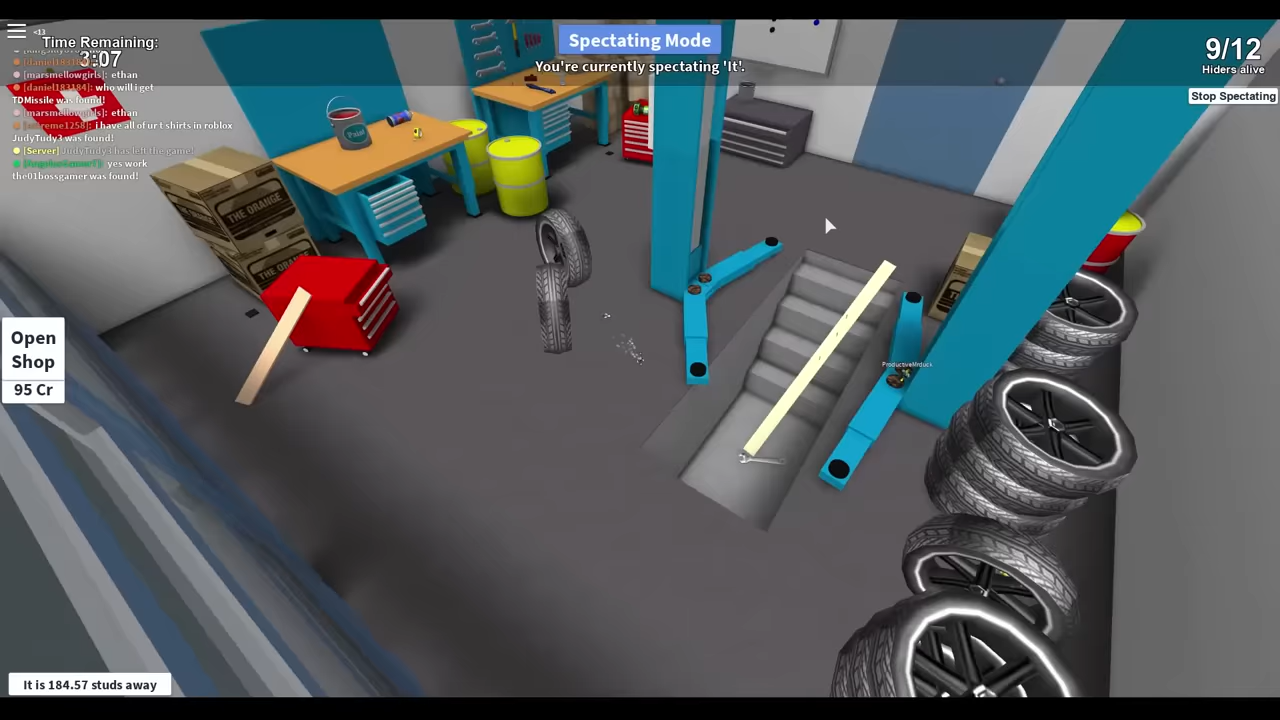 <13
Time Remaining:
3:07
[marsmellowgirls]: ethan
[daniel183184]: who will i get
TDMissile was found!
[marsmellowgirls]: ethan
i have all of ur t shirts in roblox
JudyTudy3 was found!
[Server] JudyTudy3 has left the game!
yes work
the01bossgamer was found!
Spectating Mode
You're currently spectating 'It'.
9/12
Hiders alive
Stop Spectating
Open
Shop
95 Cr
Paint
THE ORANGE
THE ORANGE
ProductiveMrduck
It is 184.57 studs away